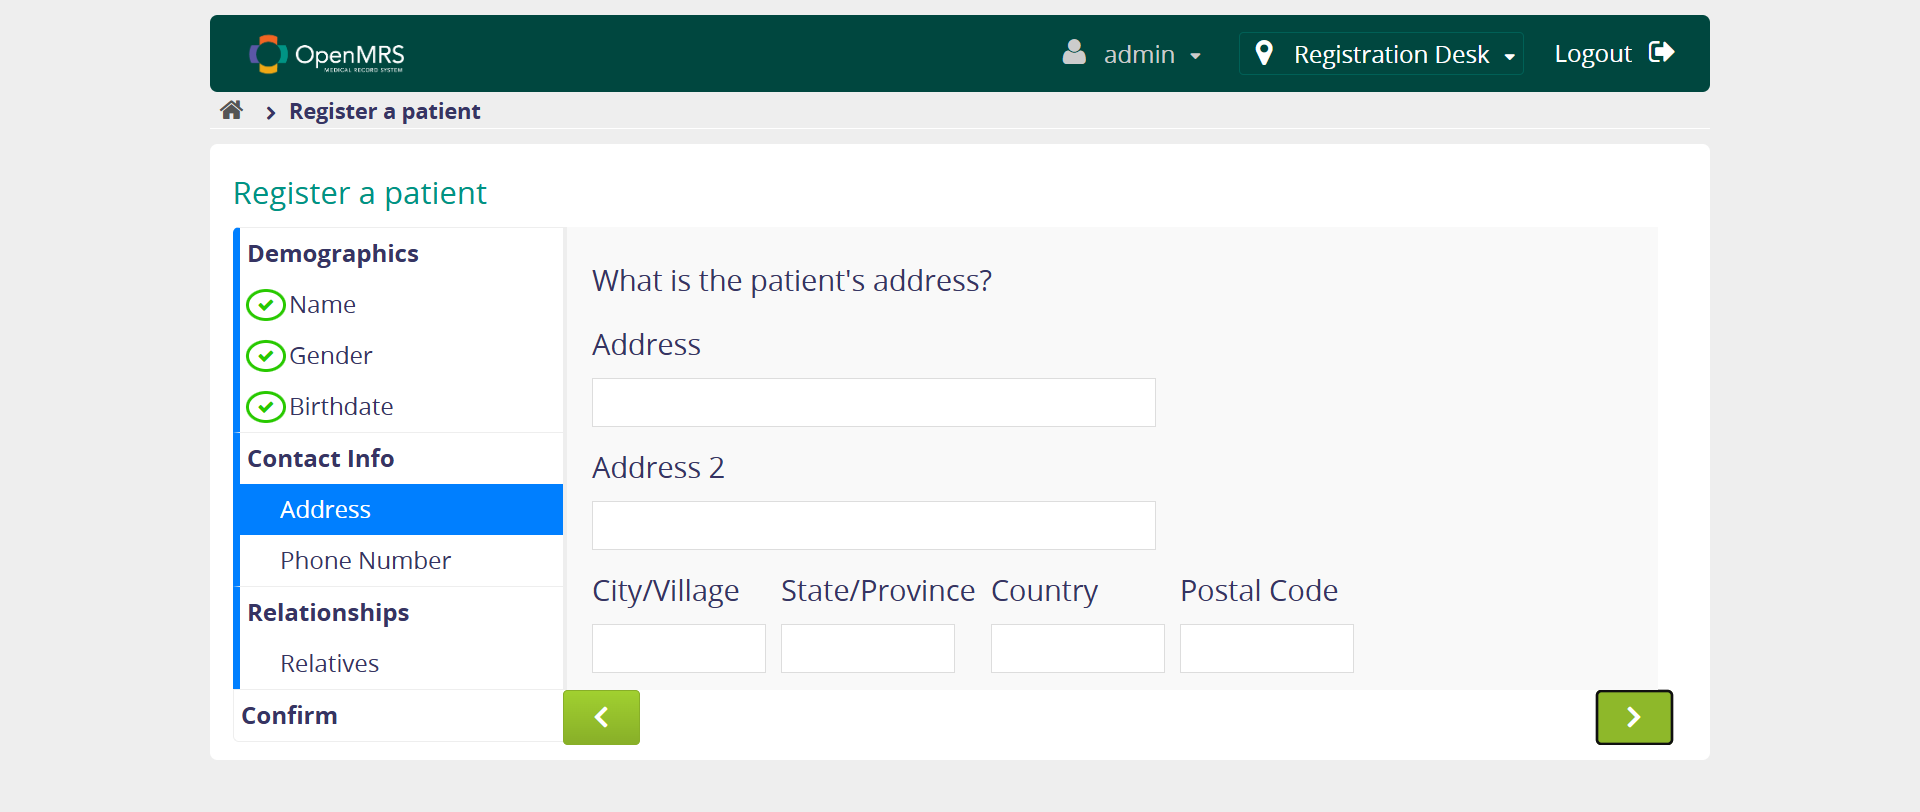 OpenMRS
MEDICAL RECORD SYSTEM
admin
Registration Desk
Logout
Register a patient
Register a patient
Demographics
Name
Gender
Birthdate
Contact Info
Address
Phone Number
Relationships
Relatives
Confirm
What is the patient's address?
Address
Address 2
City/Village State/Province Country Postal Code